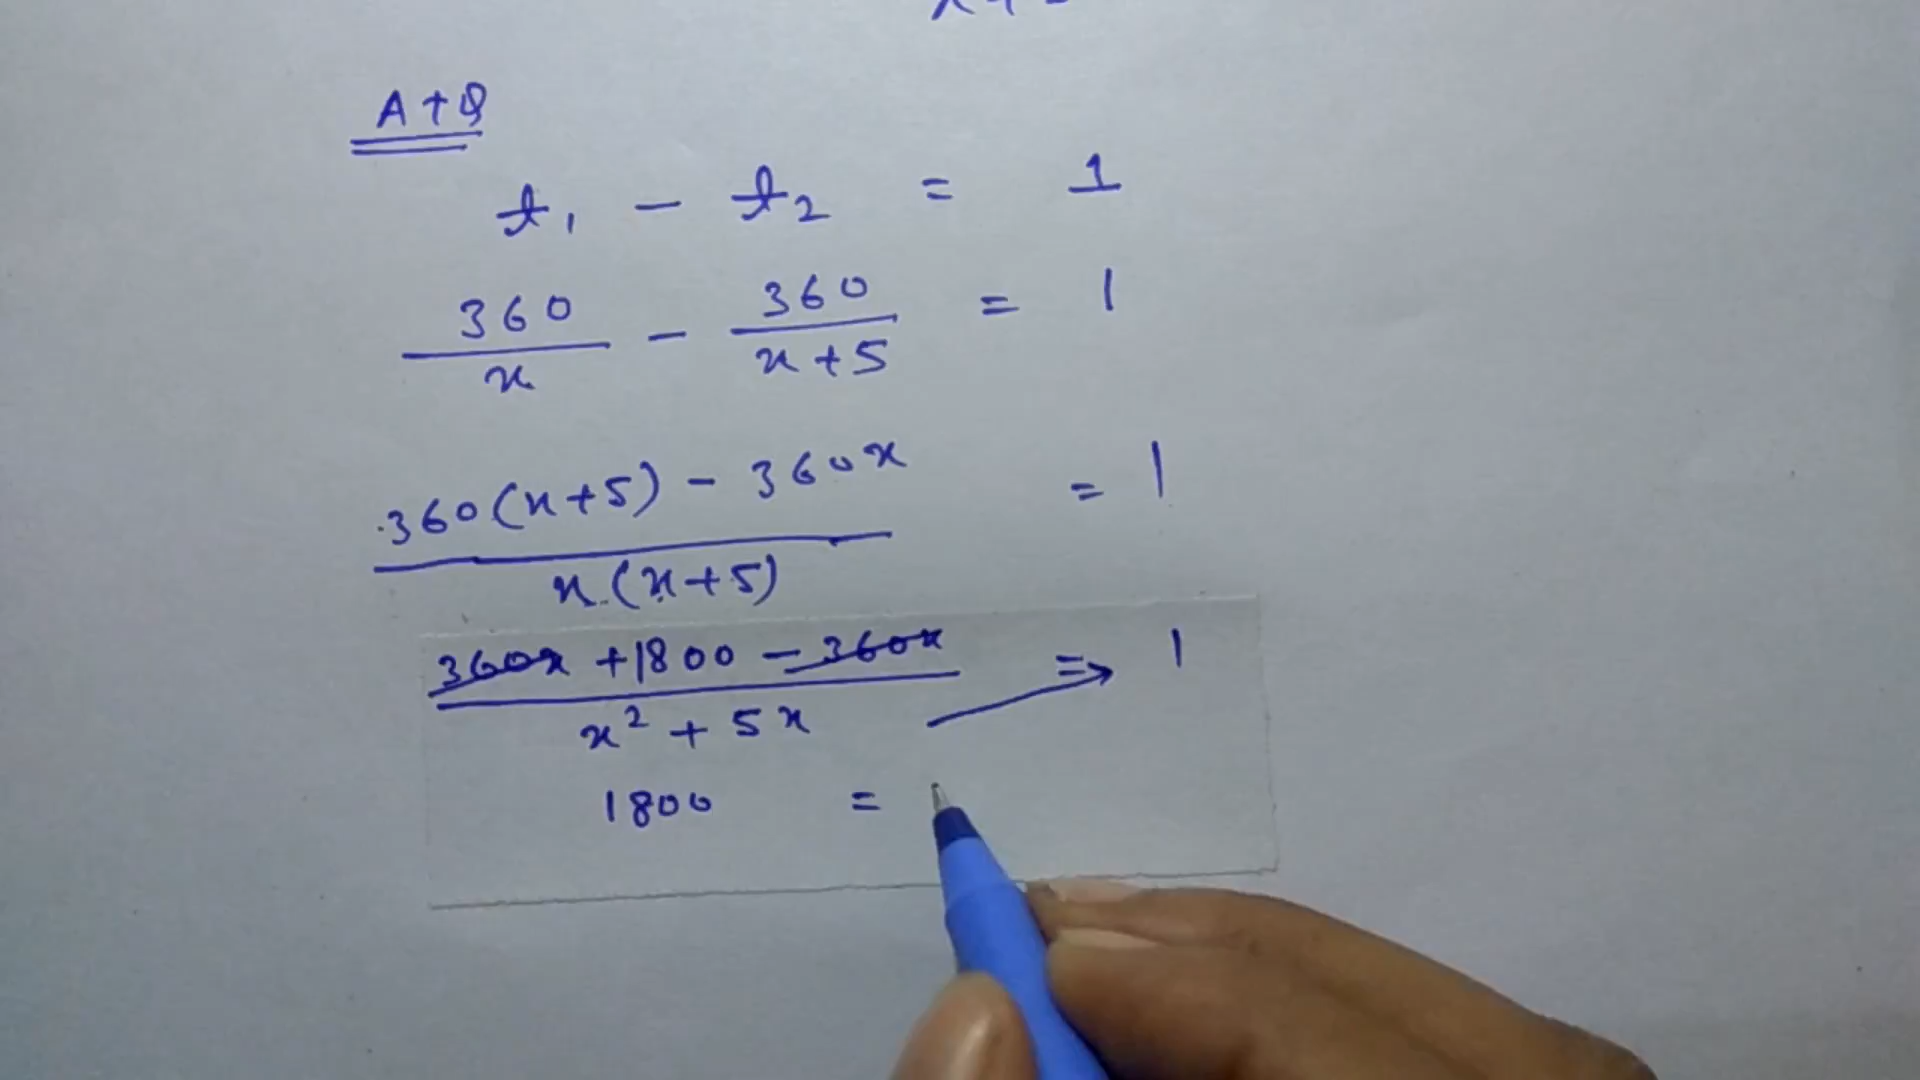 A+Q
t₁ - t₂ = 1
360/x - 360/(x+5) = 1
360(x+5) - 360x / x.(x+5) = 1
360x +1800 - 360x / x² + 5x = 1
1800 =